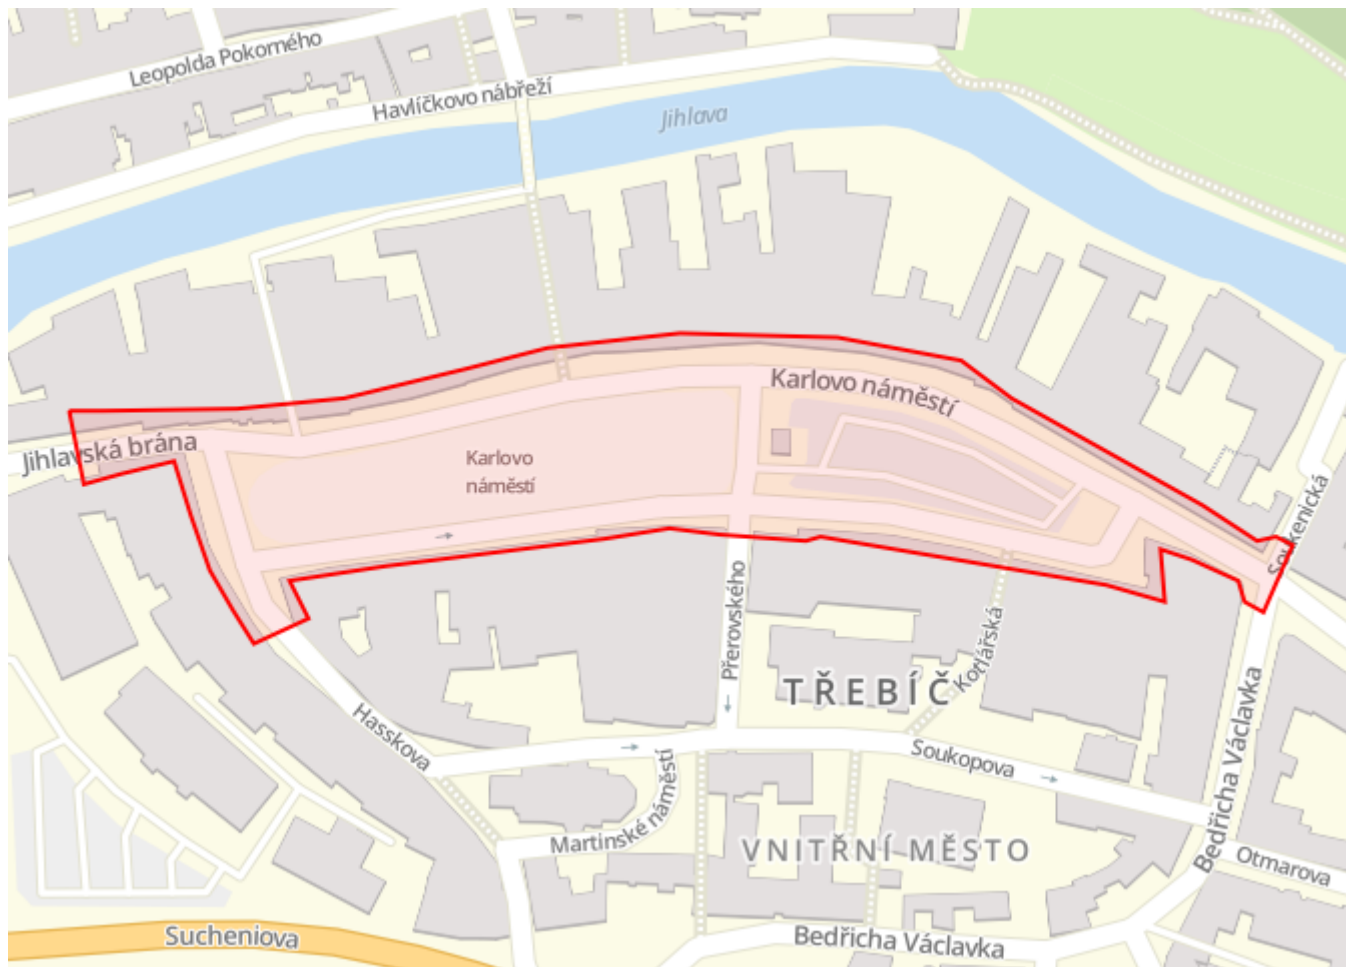 Leopolda Pokorného
Havlíčkovo nábřeží
Jihlava
Karlovo náměstí
Jihlavská brána
Karlovo
náměstí
Soukenická
Přerovského
Kotlářská
TŘEBÍČ
Hasskova
Soukopova
Bedřicha Václavka
Martinské náměstí
VNITŘNÍ MĚSTO
Otmarova
Sucheniova
Bedřicha Václavka